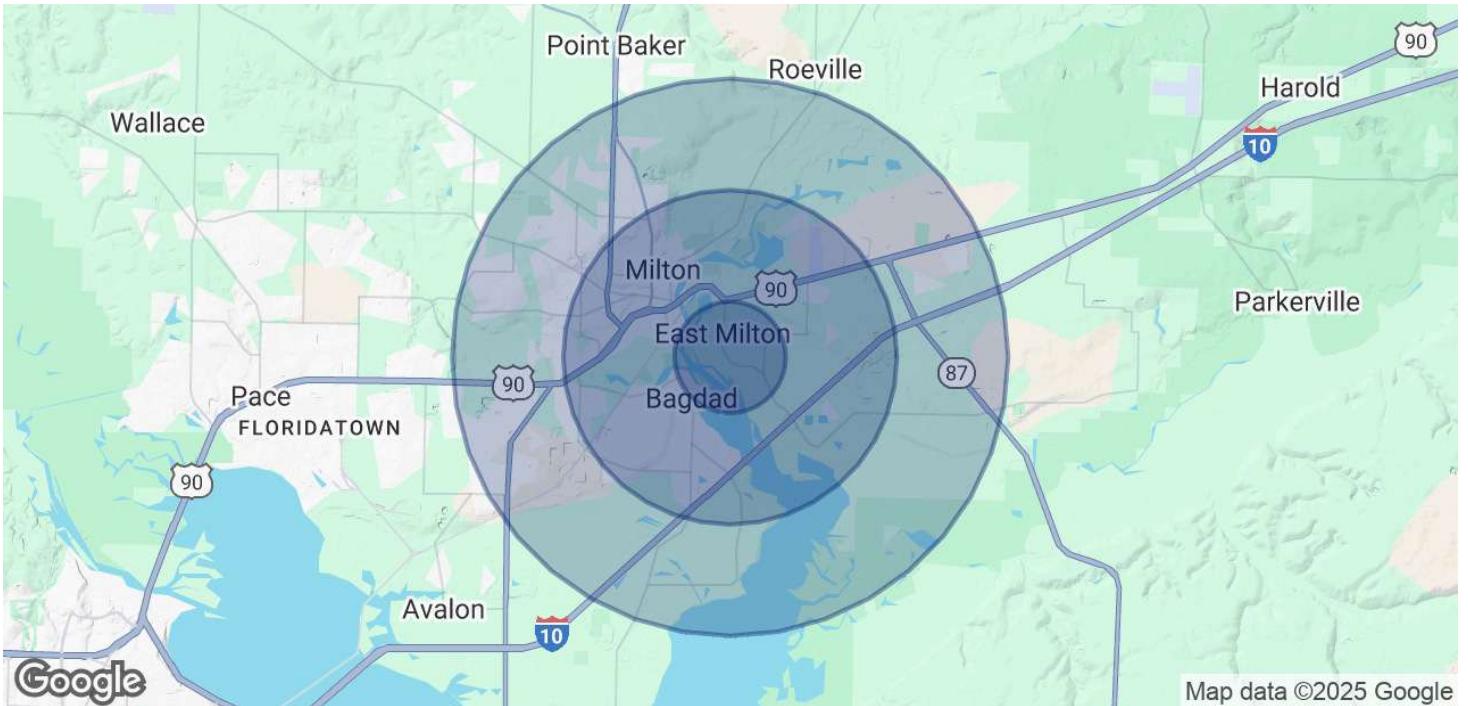 Point Baker
Roeville
90
Harold
Wallace
10
Milton
90
Parkerville
East Milton
90
87
Pace
Bagdad
FLORIDATOWN
90
Avalon
10
Google
Map data ©2025 Google